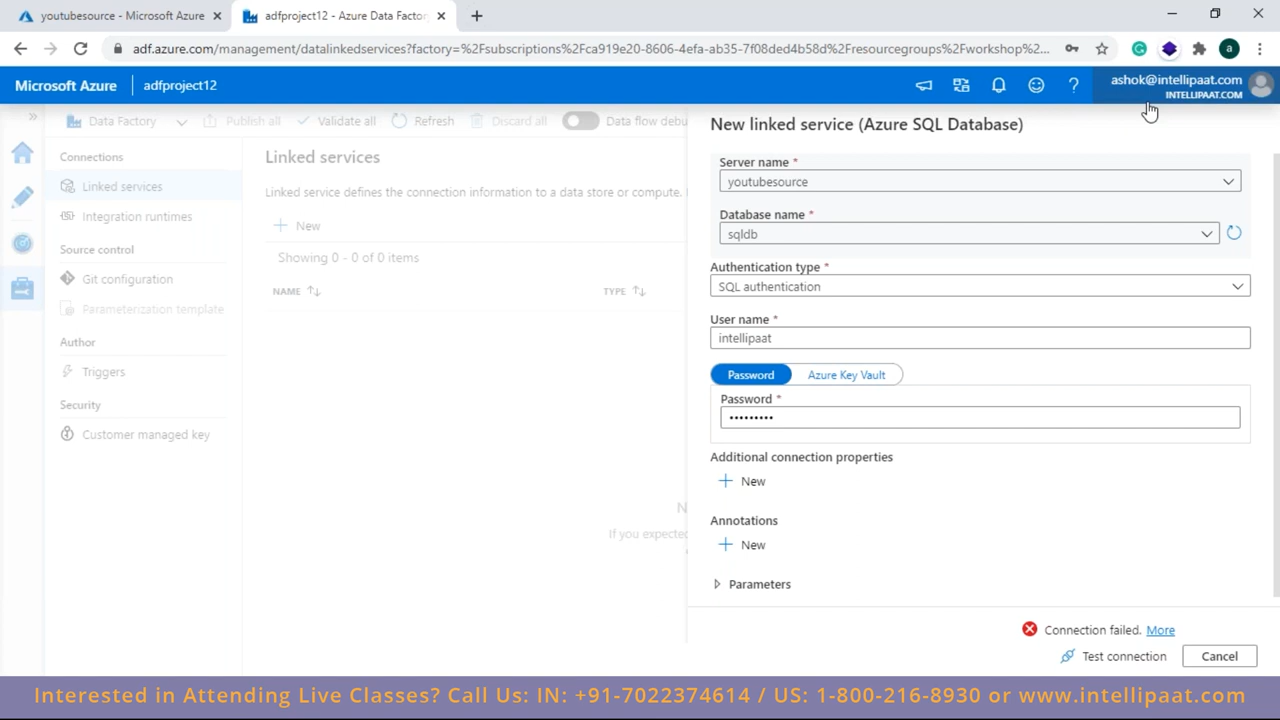 youtubesource - Microsoft Azure
adfproject12 - Azure Data Factory
adf.azure.com/management/datalinkedservices?factory=%2Fsubscriptions%2Fca919e20-8606-4efa-ab35-7f08ded4b58d%2Fresourcegroups%2Fworkshop%2...
a
Microsoft Azure
adfproject12
ashok@intellipaat.com
INTELLIPAAT.COM
Data Factory
Publish all
Validate all
Refresh
Discard all
Data flow debu
New linked service (Azure SQL Database)
Connections
Linked services
Integration runtimes
Source control
Git configuration
Parameterization template
Author
Triggers
Security
Customer managed key
Linked services
Linked service defines the connection information to a data store or compute.
New
Showing 0 - 0 of 0 items
NAME
TYPE
N
If you expected
Server name *
youtubesource
Database name *
sqldb
Authentication type *
SQL authentication
User name *
intellipaat
Password
Azure Key Vault
Password *
•••••••••
Additional connection properties
New
Annotations
New
Parameters
Connection failed. More
Test connection
Cancel
Interested in Attending Live Classes? Call Us: IN: +91-7022374614 / US: 1-800-216-8930 or www.intellipaat.com